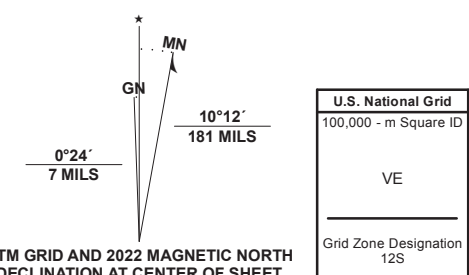 ★
MN
GN
10°12´
181 MILS
0°24´
7 MILS
TM GRID AND 2022 MAGNETIC NORTH
DECLINATION AT CENTER OF SHEET
U.S. National Grid
100,000 - m Square ID
VE
Grid Zone Designation
12S